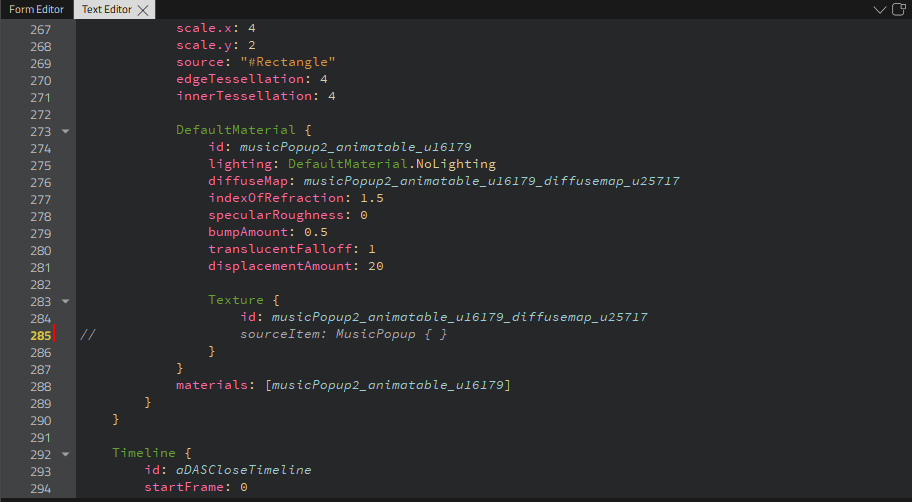 Form Editor Text Editor
267 scale.x: 4
268 scale.y: 2
269 source: "#Rectangle"
270 edgeTessellation: 4
271 innerTessellation: 4
272
273 DefaultMaterial {
274 id: musicPopup2_animatable_u16179
275 lighting: DefaultMaterial.NoLighting
276 diffuseMap: musicPopup2_animatable_u16179_diffusemap_u25717
277 indexOfRefraction: 1.5
278 specularRoughness: 0
279 bumpAmount: 0.5
280 translucentFalloff: 1
281 displacementAmount: 20
282
283 Texture {
284 id: musicPopup2_animatable_u16179_diffusemap_u25717
285 // sourceItem: MusicPopup { }
286 }
287 }
288 materials: [musicPopup2_animatable_u16179]
289 }
290 }
291
292 Timeline {
293 id: aDASCloseTimeline
294 startFrame: 0